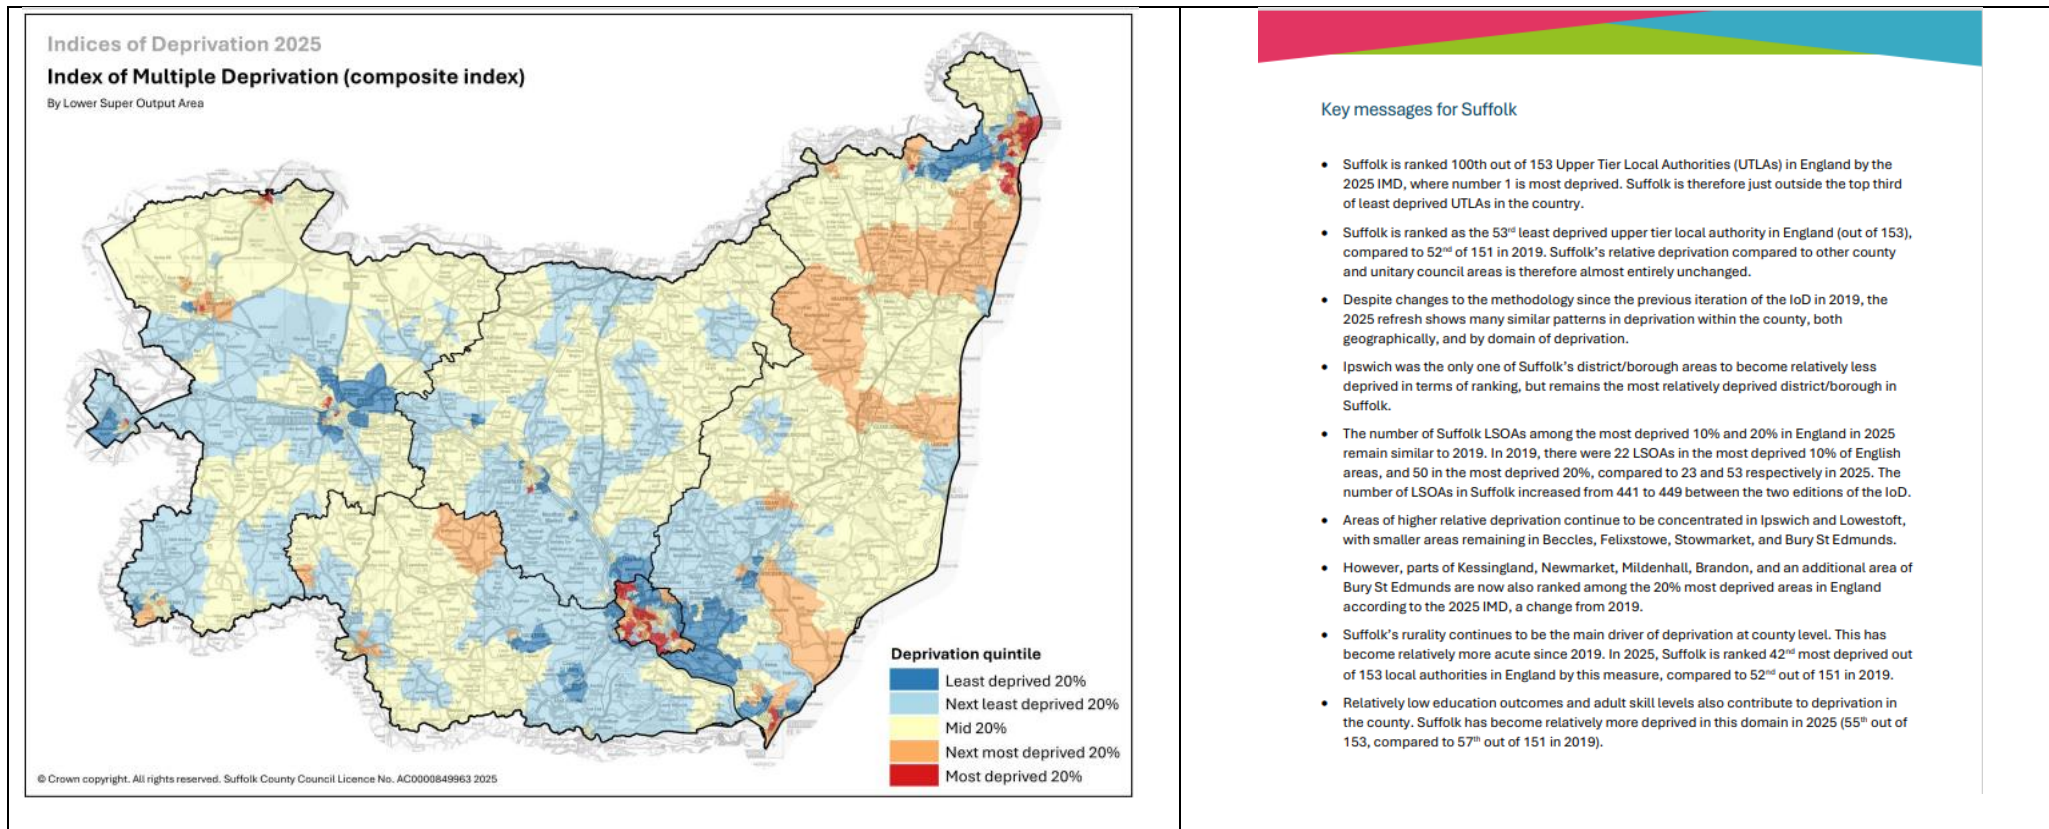 Indices of Deprivation 2025
Index of Multiple Deprivation (composite index)
By Lower Super Output Area
Deprivation quintile
Least deprived 20%
Next least deprived 20%
Mid 20%
Next most deprived 20%
Most deprived 20%
© Crown copyright. All rights reserved. Suffolk County Council Licence No. AC0000849963 2025
Key messages for Suffolk
• Suffolk is ranked 100th out of 153 Upper Tier Local Authorities (UTLAs) in England by the
2025 IMD, where number 1 is most deprived. Suffolk is therefore just outside the top third
of least deprived UTLAs in the country.
• Suffolk is ranked as the 53rd least deprived upper tier local authority in England (out of 153),
compared to 52nd of 151 in 2019. Suffolk's relative deprivation compared to other county
and unitary council areas is therefore almost entirely unchanged.
• Despite changes to the methodology since the previous iteration of the IoD in 2019, the
2025 refresh shows many similar patterns in deprivation within the county, both
geographically, and by domain of deprivation.
• Ipswich was the only one of Suffolk's district/borough areas to become relatively less
deprived in terms of ranking, but remains the most relatively deprived district/borough in
Suffolk.
• The number of Suffolk LSOAs among the most deprived 10% and 20% in England in 2025
remain similar to 2019. In 2019, there were 22 LSOAs in the most deprived 10% of English
areas, and 50 in the most deprived 20%, compared to 23 and 53 respectively in 2025. The
number of LSOAs in Suffolk increased from 441 to 449 between the two editions of the IoD.
• Areas of higher relative deprivation continue to be concentrated in Ipswich and Lowestoft,
with smaller areas remaining in Beccles, Felixstowe, Stowmarket, and Bury St Edmunds.
• However, parts of Kessingland, Newmarket, Mildenhall, Brandon, and an additional area of
Bury St Edmunds are now also ranked among the 20% most deprived areas in England
according to the 2025 IMD, a change from 2019.
• Suffolk's rurality continues to be the main driver of deprivation at county level. This has
become relatively more acute since 2019. In 2025, Suffolk is ranked 42nd most deprived out
of 153 local authorities in England by this measure, compared to 52nd out of 151 in 2019.
• Relatively low education outcomes and adult skill levels also contribute to deprivation in
the county. Suffolk has become relatively more deprived in this domain in 2025 (55th out of
153, compared to 57th out of 151 in 2019).